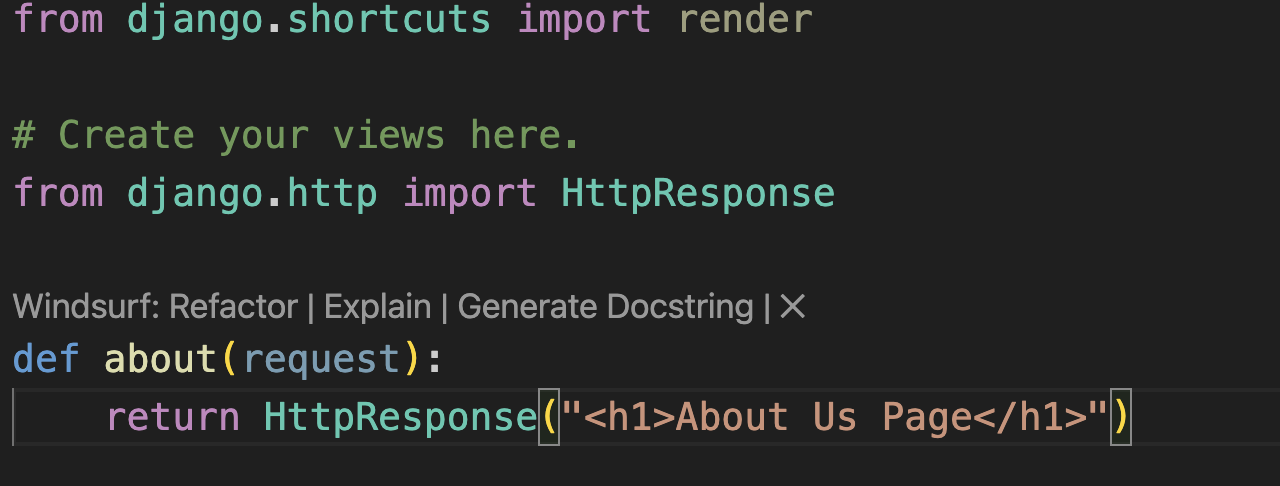 from django.shortcuts import render
# Create your views here.
from django.http import HttpResponse
Windsurf: Refactor | Explain | Generate Docstring | ×
def about(request):
    return HttpResponse("<h1>About Us Page</h1>")